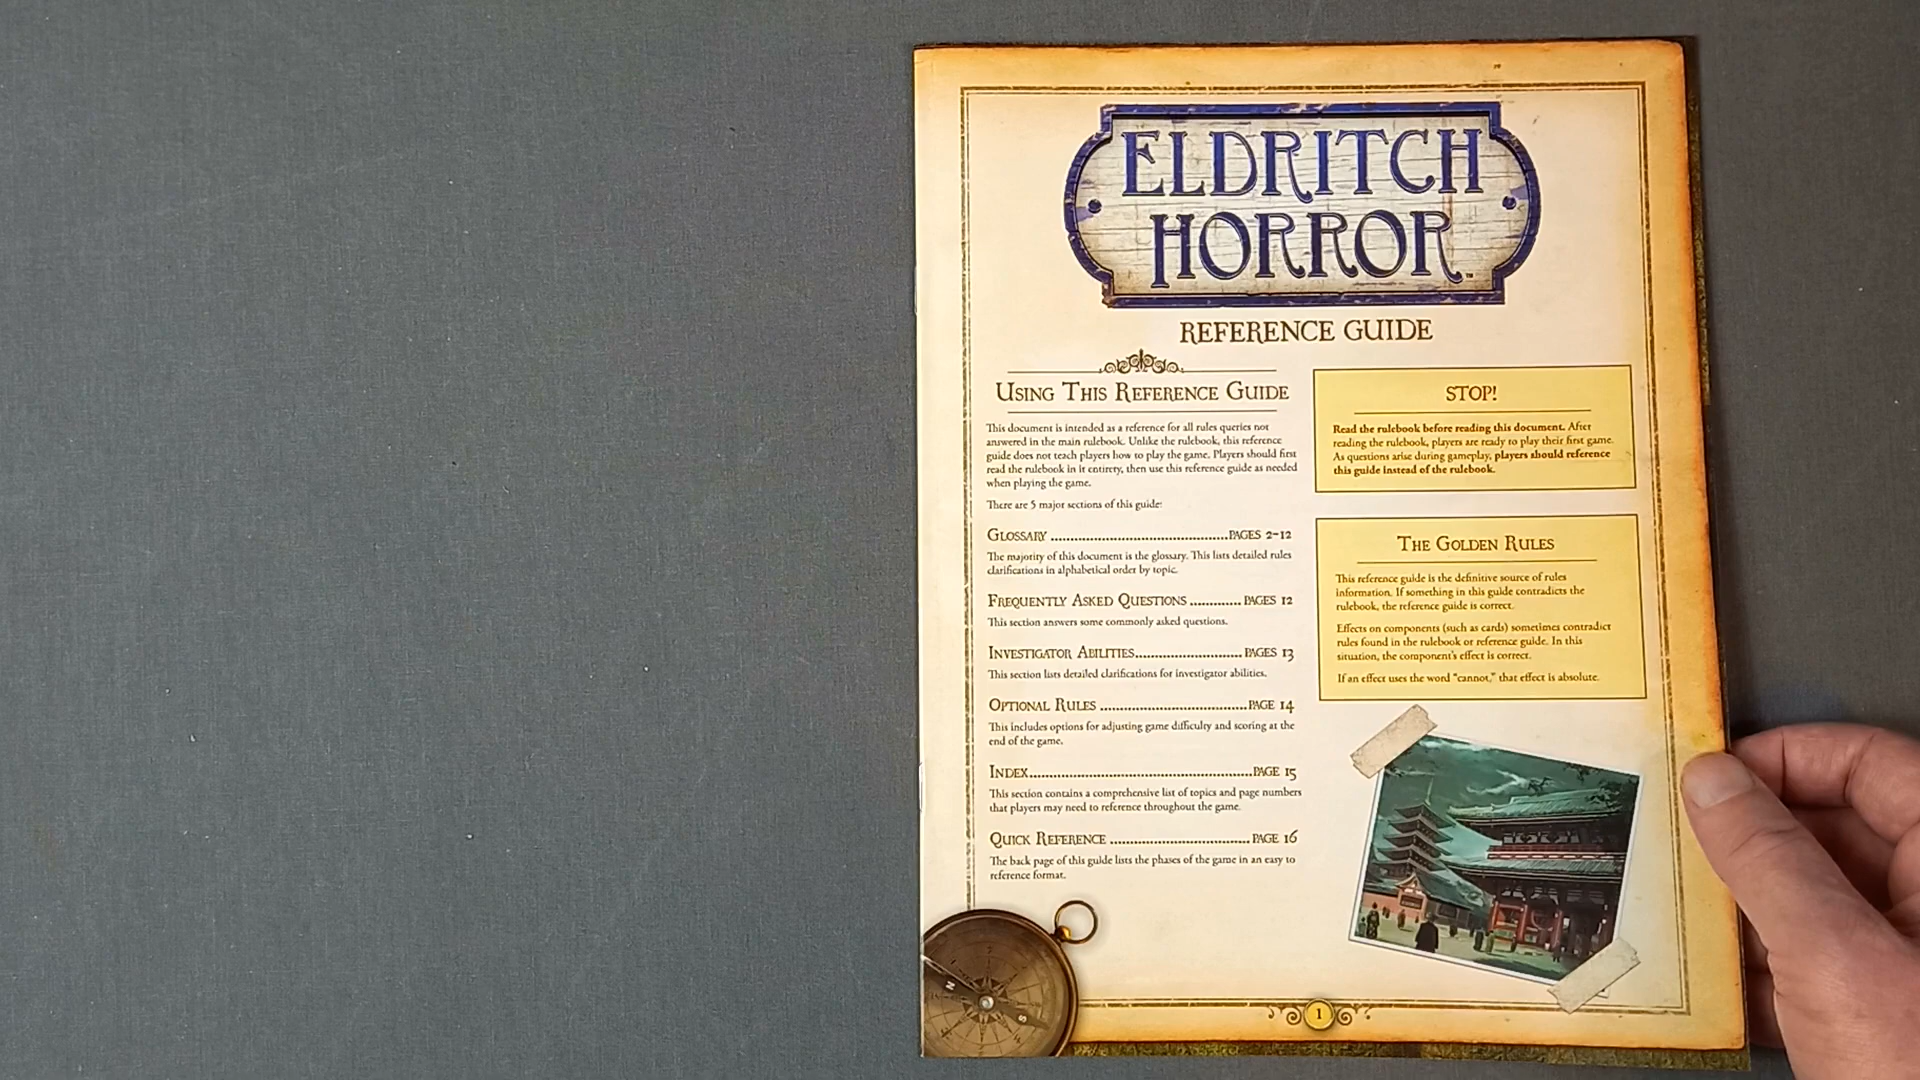 ELDRITCH
HORROR
REFERENCE GUIDE
USING THIS REFERENCE GUIDE
This document is intended as a reference for all rules queries not
answered in the main rulebook. Unlike the rulebook, this reference
guide does not teach players how to play the game. Players should first
read the rulebook in it entirety, then use this reference guide as needed
when playing the game.
There are 5 major sections of this guide:
GLOSSARY ............................................PAGES 2-12
The majority of this document is the glossary. This lists detailed rules
clarifications in alphabetical order by topic.
FREQUENTLY ASKED QUESTIONS ............. PAGES 12
This section answers some commonly asked questions.
INVESTIGATOR ABILITIES.......................... PAGES 13
This section lists detailed clarifications for investigator abilities.
OPTIONAL RULES ....................................PAGE 14
This includes options for adjusting game difficulty and scoring at the
end of the game.
INDEX......................................................PAGE 15
This section contains a comprehensive list of topics and page numbers
that players may need to reference throughout the game.
QUICK REFERENCE ..................................PAGE 16
The back page of this guide lists the phases of the game in an easy to
reference format.
STOP!
Read the rulebook before reading this document. After
reading the rulebook, players are ready to play their first game.
As questions arise during gameplay, players should reference
this guide instead of the rulebook.
THE GOLDEN RULES
This reference guide is the definitive source of rules
information. If something in this guide contradicts the
rulebook, the reference guide is correct.
Effects on components (such as cards) sometimes contradict
rules found in the rulebook or reference guide. In this
situation, the component's effect is correct.
If an effect uses the word "cannot," that effect is absolute.
N
S
1